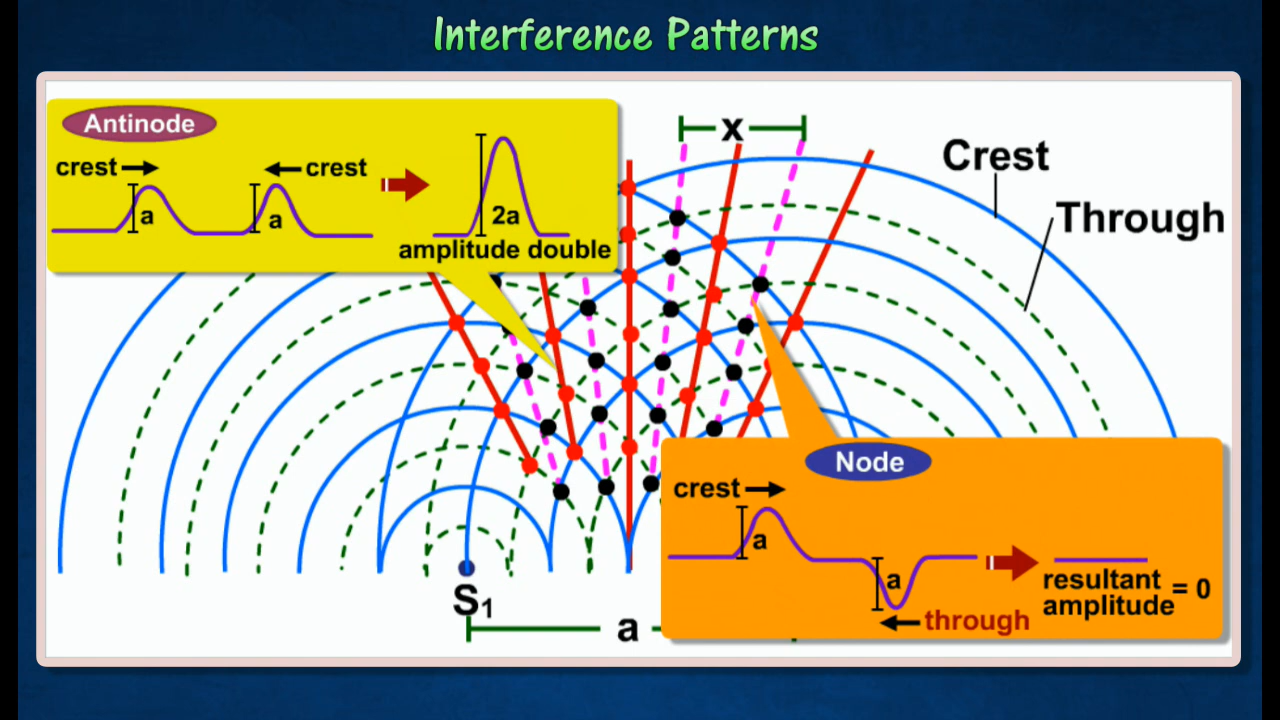 Interference Patterns
Antinode
crest
crest
a
a
2a
amplitude double
x
Crest
Through
Node
crest
a
a
through
resultant
amplitude
= 0
S1
a